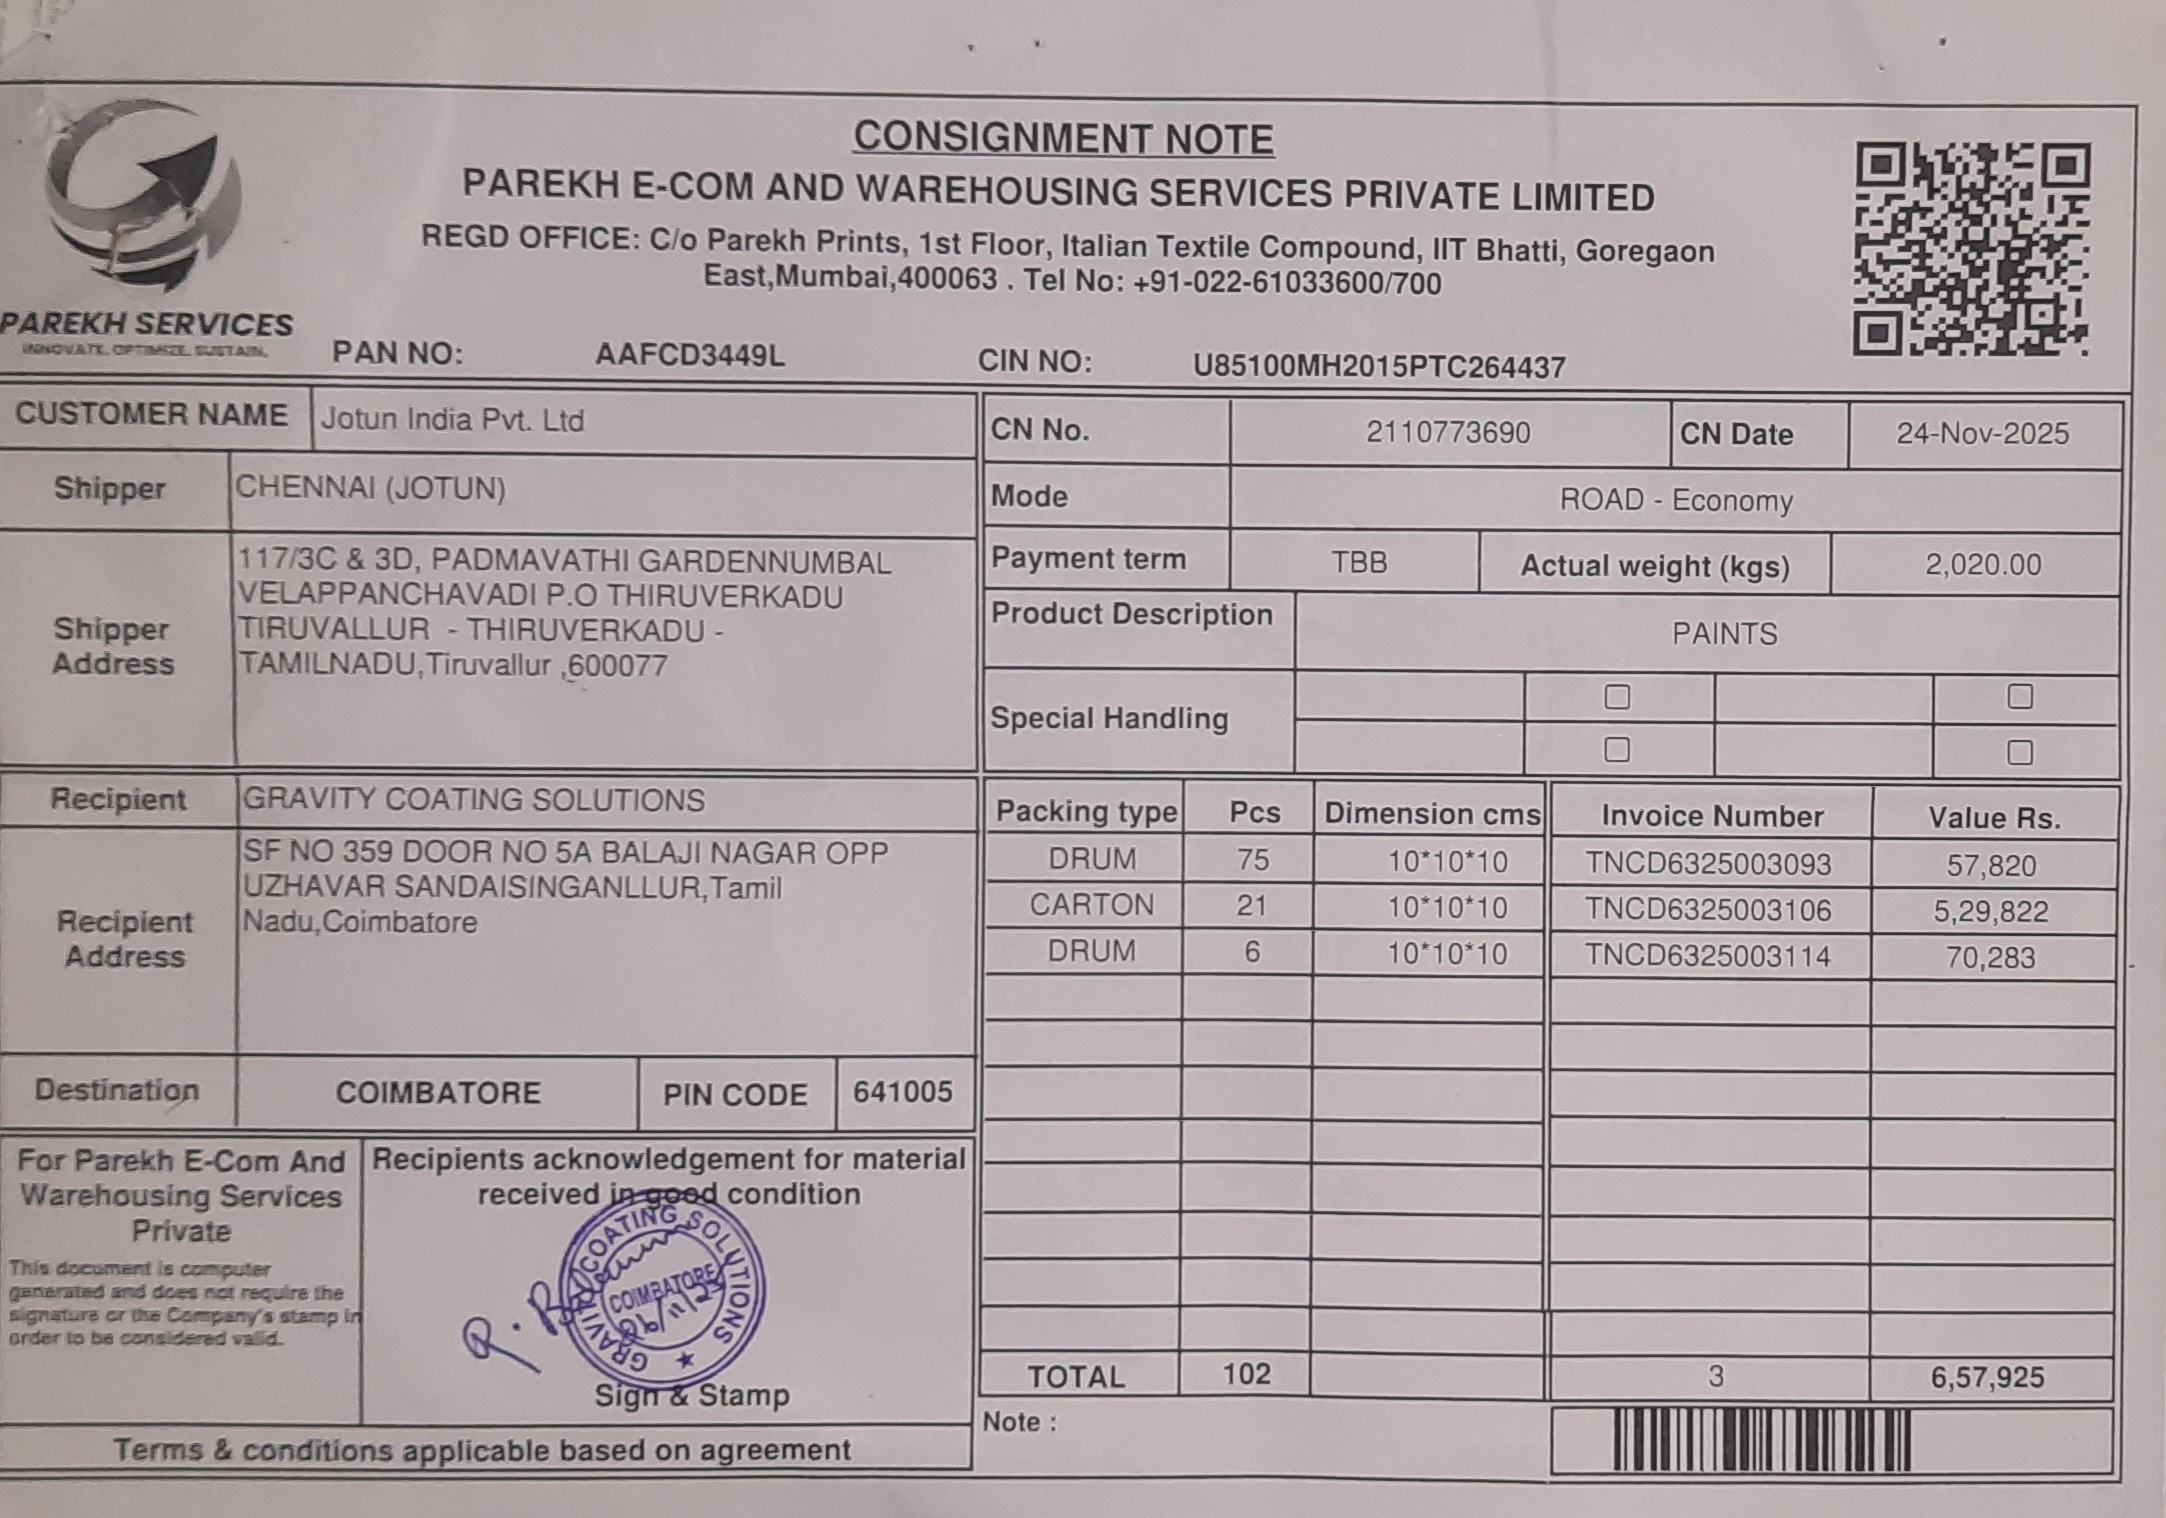 CONSIGNMENT NOTE
PAREKH E-COM AND WAREHOUSING SERVICES PRIVATE LIMITED
REGD OFFICE: C/o Parekh Prints, 1st Floor, Italian Textile Compound, IIT Bhatti, Goregaon
East,Mumbai,400063 . Tel No: +91-022-61033600/700
PAREKH SERVICES
INNOVATE. OPTIMIZE. SUSTAIN.
PAN NO: AAFCD3449L CIN NO: U85100MH2015PTC264437
CUSTOMER NAME Jotun India Pvt. Ltd
Shipper CHENNAI (JOTUN)
Shipper Address
117/3C & 3D, PADMAVATHI GARDENNUMBAL
VELAPPANCHAVADI P.O THIRUVERKADU
TIRUVALLUR - THIRUVERKADU -
TAMILNADU,Tiruvallur ,600077
Recipient GRAVITY COATING SOLUTIONS
Recipient Address
SF NO 359 DOOR NO 5A BALAJI NAGAR OPP
UZHAVAR SANDAISINGANLLUR,Tamil
Nadu,Coimbatore
Destination COIMBATORE PIN CODE 641005
For Parekh E-Com And
Warehousing Services
Private
This document is computer
generated and does not require the
signature or the Company's stamp in
order to be considered valid.
Recipients acknowledgement for material
received in good condition
GRAVITY COATING SOLUTIONS
COIMBATORE
Sign & Stamp
Terms & conditions applicable based on agreement
CN No. 2110773690 CN Date 24-Nov-2025
Mode ROAD - Economy
Payment term TBB Actual weight (kgs) 2,020.00
Product Description PAINTS
Special Handling
Packing type Pcs Dimension cms Invoice Number Value Rs.
DRUM 75 10*10*10 TNCD6325003093 57,820
CARTON 21 10*10*10 TNCD6325003106 5,29,822
DRUM 6 10*10*10 TNCD6325003114 70,283
TOTAL 102 3 6,57,925
Note :